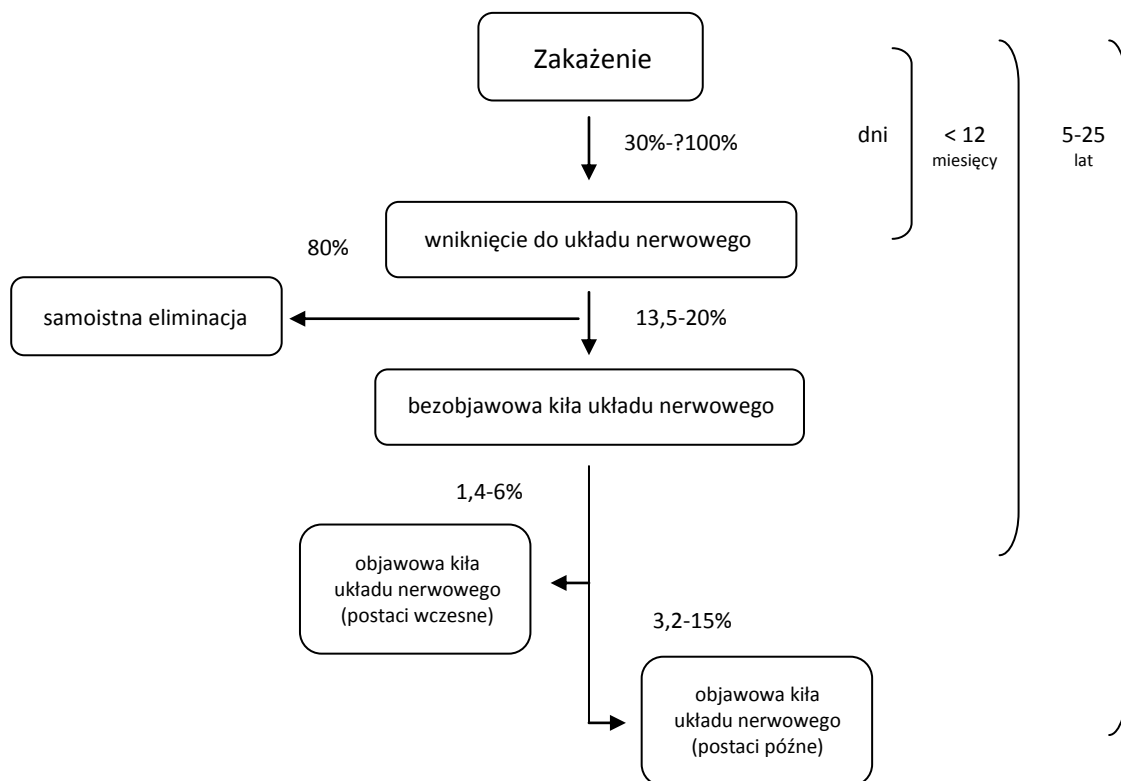 Zakażenie
30%-?100%
dni
< 12
miesięcy
5-25
lat
wniknięcie do układu nerwowego
80%
samoistna eliminacja
13,5-20%
bezobjawowa kiła układu nerwowego
1,4-6%
objawowa kiła
układu nerwowego
(postaci wczesne)
3,2-15%
objawowa kiła
układu nerwowego
(postaci późne)